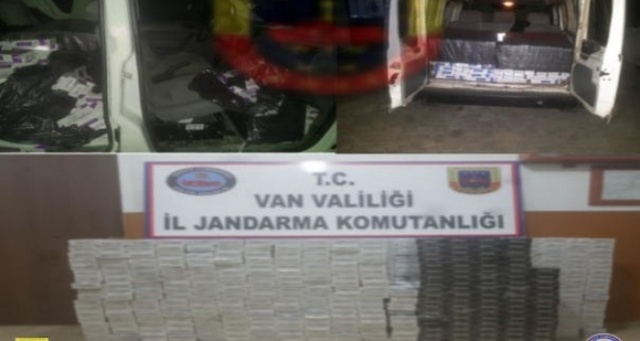 T.C.
VAN VALİLİĞİ
İL JANDARMA KOMUTANLIĞI